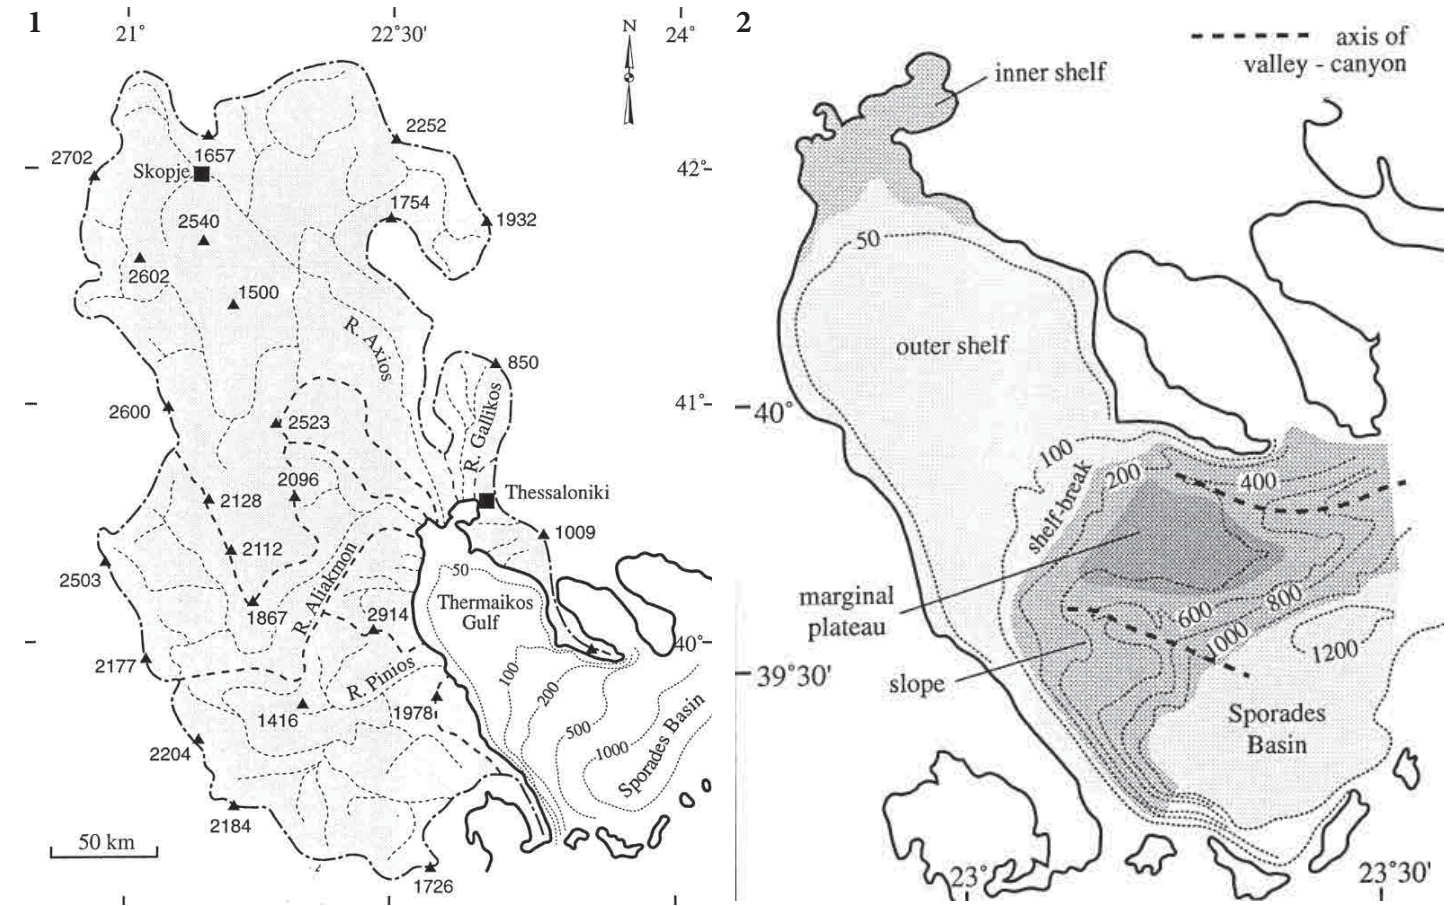 1
21°
22°30'
24°
N
2252
1657
2702
Skopje
42°
1754
1932
2540
2602
1500
R. Axios
850
2600
41°
2523
R. Gallikos
2096
Thessaloniki
2128
1009
2112
2503
50
R. Aliakmon
Thermaikos
Gulf
1867
2914
40°
2177
R. Pinios
100
200
1416
1978
500
1000
Sporades Basin
2204
2184
50 km
1726
2
axis of
valley - canyon
inner shelf
50
outer shelf
40°
100
200
400
shelf-break
marginal
plateau
600
800
1000
1200
39°30'
slope
Sporades
Basin
23°
23°30'